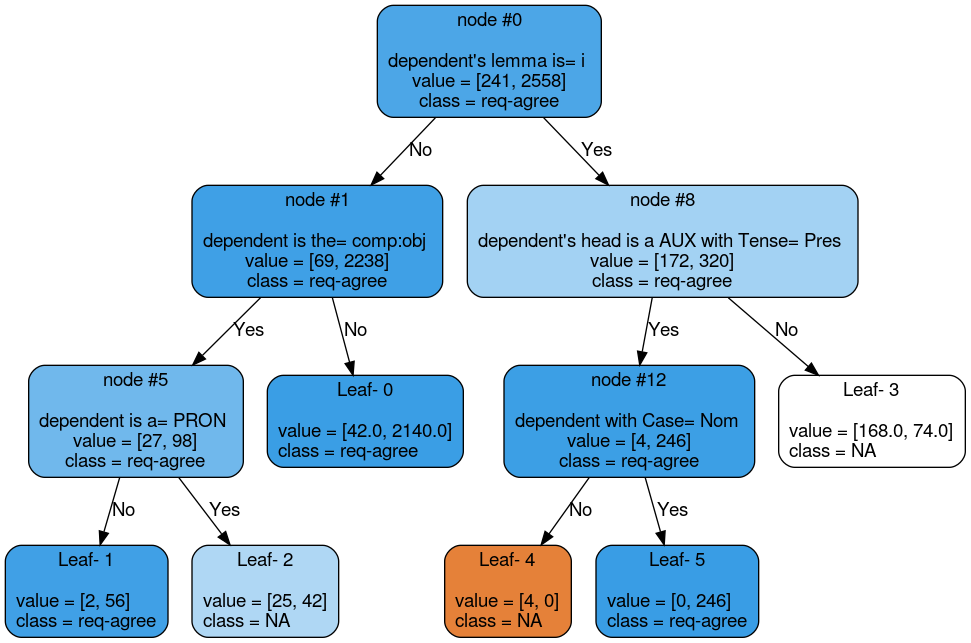 node #0
dependent's lemma is= i
value = [241, 2558]
class = req-agree
No
Yes
node #1
dependent is the= comp:obj
value = [69, 2238]
class = req-agree
node #8
dependent's head is a AUX with Tense= Pres
value = [172, 320]
class = req-agree
Yes
No
Yes
No
node #5
dependent is a= PRON
value = [27, 98]
class = req-agree
Leaf- 0
value = [42.0, 2140.0]
class = req-agree
node #12
dependent with Case= Nom
value = [4, 246]
class = req-agree
Leaf- 3
value = [168.0, 74.0]
class = NA
No
Yes
No
Yes
Leaf- 1
value = [2, 56]
class = req-agree
Leaf- 2
value = [25, 42]
class = NA
Leaf- 4
value = [4, 0]
class = NA
Leaf- 5
value = [0, 246]
class = req-agree